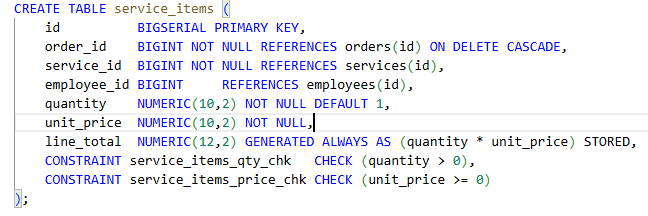 CREATE TABLE service_items (
    id          BIGSERIAL PRIMARY KEY,
    order_id    BIGINT NOT NULL REFERENCES orders(id) ON DELETE CASCADE,
    service_id  BIGINT NOT NULL REFERENCES services(id),
    employee_id BIGINT     REFERENCES employees(id),
    quantity    NUMERIC(10,2) NOT NULL DEFAULT 1,
    unit_price  NUMERIC(10,2) NOT NULL,
    line_total  NUMERIC(12,2) GENERATED ALWAYS AS (quantity * unit_price) STORED,
    CONSTRAINT service_items_qty_chk   CHECK (quantity > 0),
    CONSTRAINT service_items_price_chk CHECK (unit_price >= 0)
);